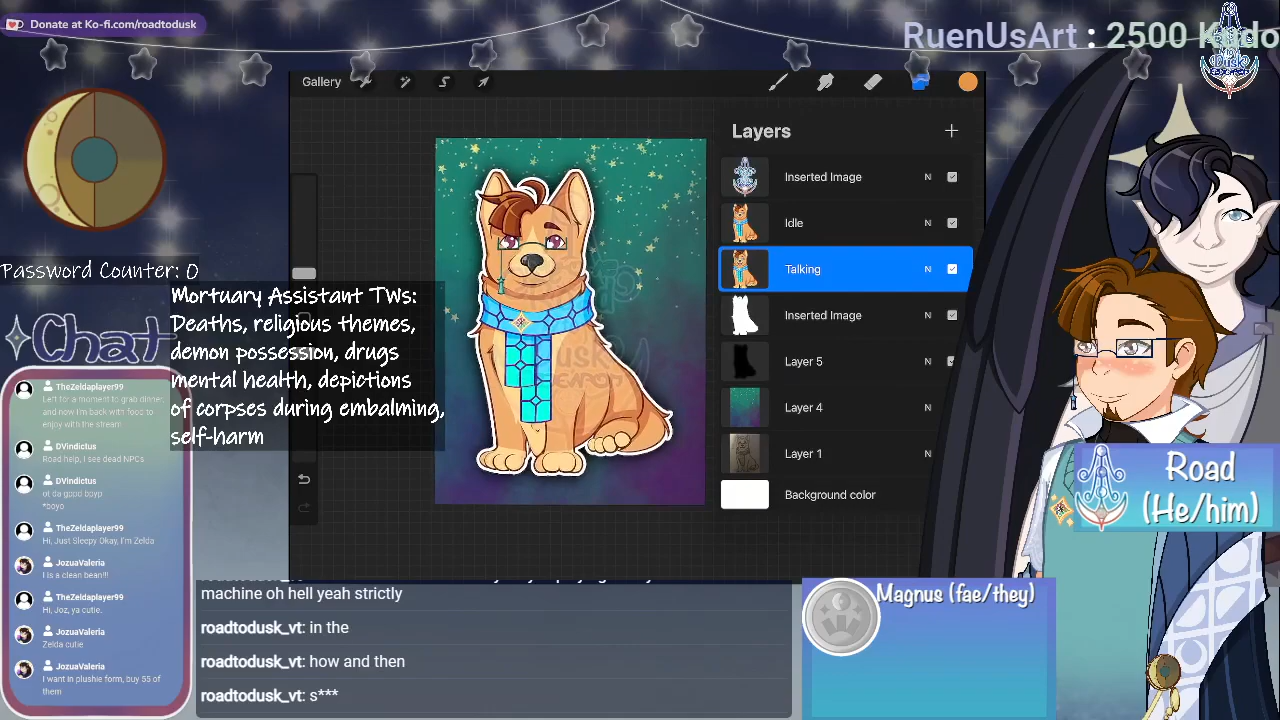 Donate at Ko-fi.com/roadtodusk
RuenUsArt : 2500 Kudo
Gallery
Layers
Inserted Image
N
Idle
N
Talking
N
Inserted Image
N
Layer 5
N
Layer 4
N
Layer 1
N
Background color
Password Counter: 0
Mortuary Assistant TWs:
Deaths, religious themes,
demon possession, drugs
mental health, depictions
of corpses during embalming,
self-harm
Chat
TheZeldaplayer99
Left for a moment to grab dinner,
and now I'm back with food to
enjoy with the stream
DVindictus
Road help, I see dead NPCs
DVindictus
ot da gpod boyp
*boyo
TheZeldaplayer99
Hi, Just Sleepy Okay, I'm Zelda
JozuaValeria
I Is a clean bean!!!
TheZeldaplayer99
Hi, Joz, ya cutie.
JozuaValeria
Zelda cutie
JozuaValeria
I want in plushie form, buy 55 of
them
machine oh hell yeah strictly
roadtodusk_vt: in the
roadtodusk_vt: how and then
roadtodusk_vt: s***
Road
(He/him)
Magnus (fae/they)